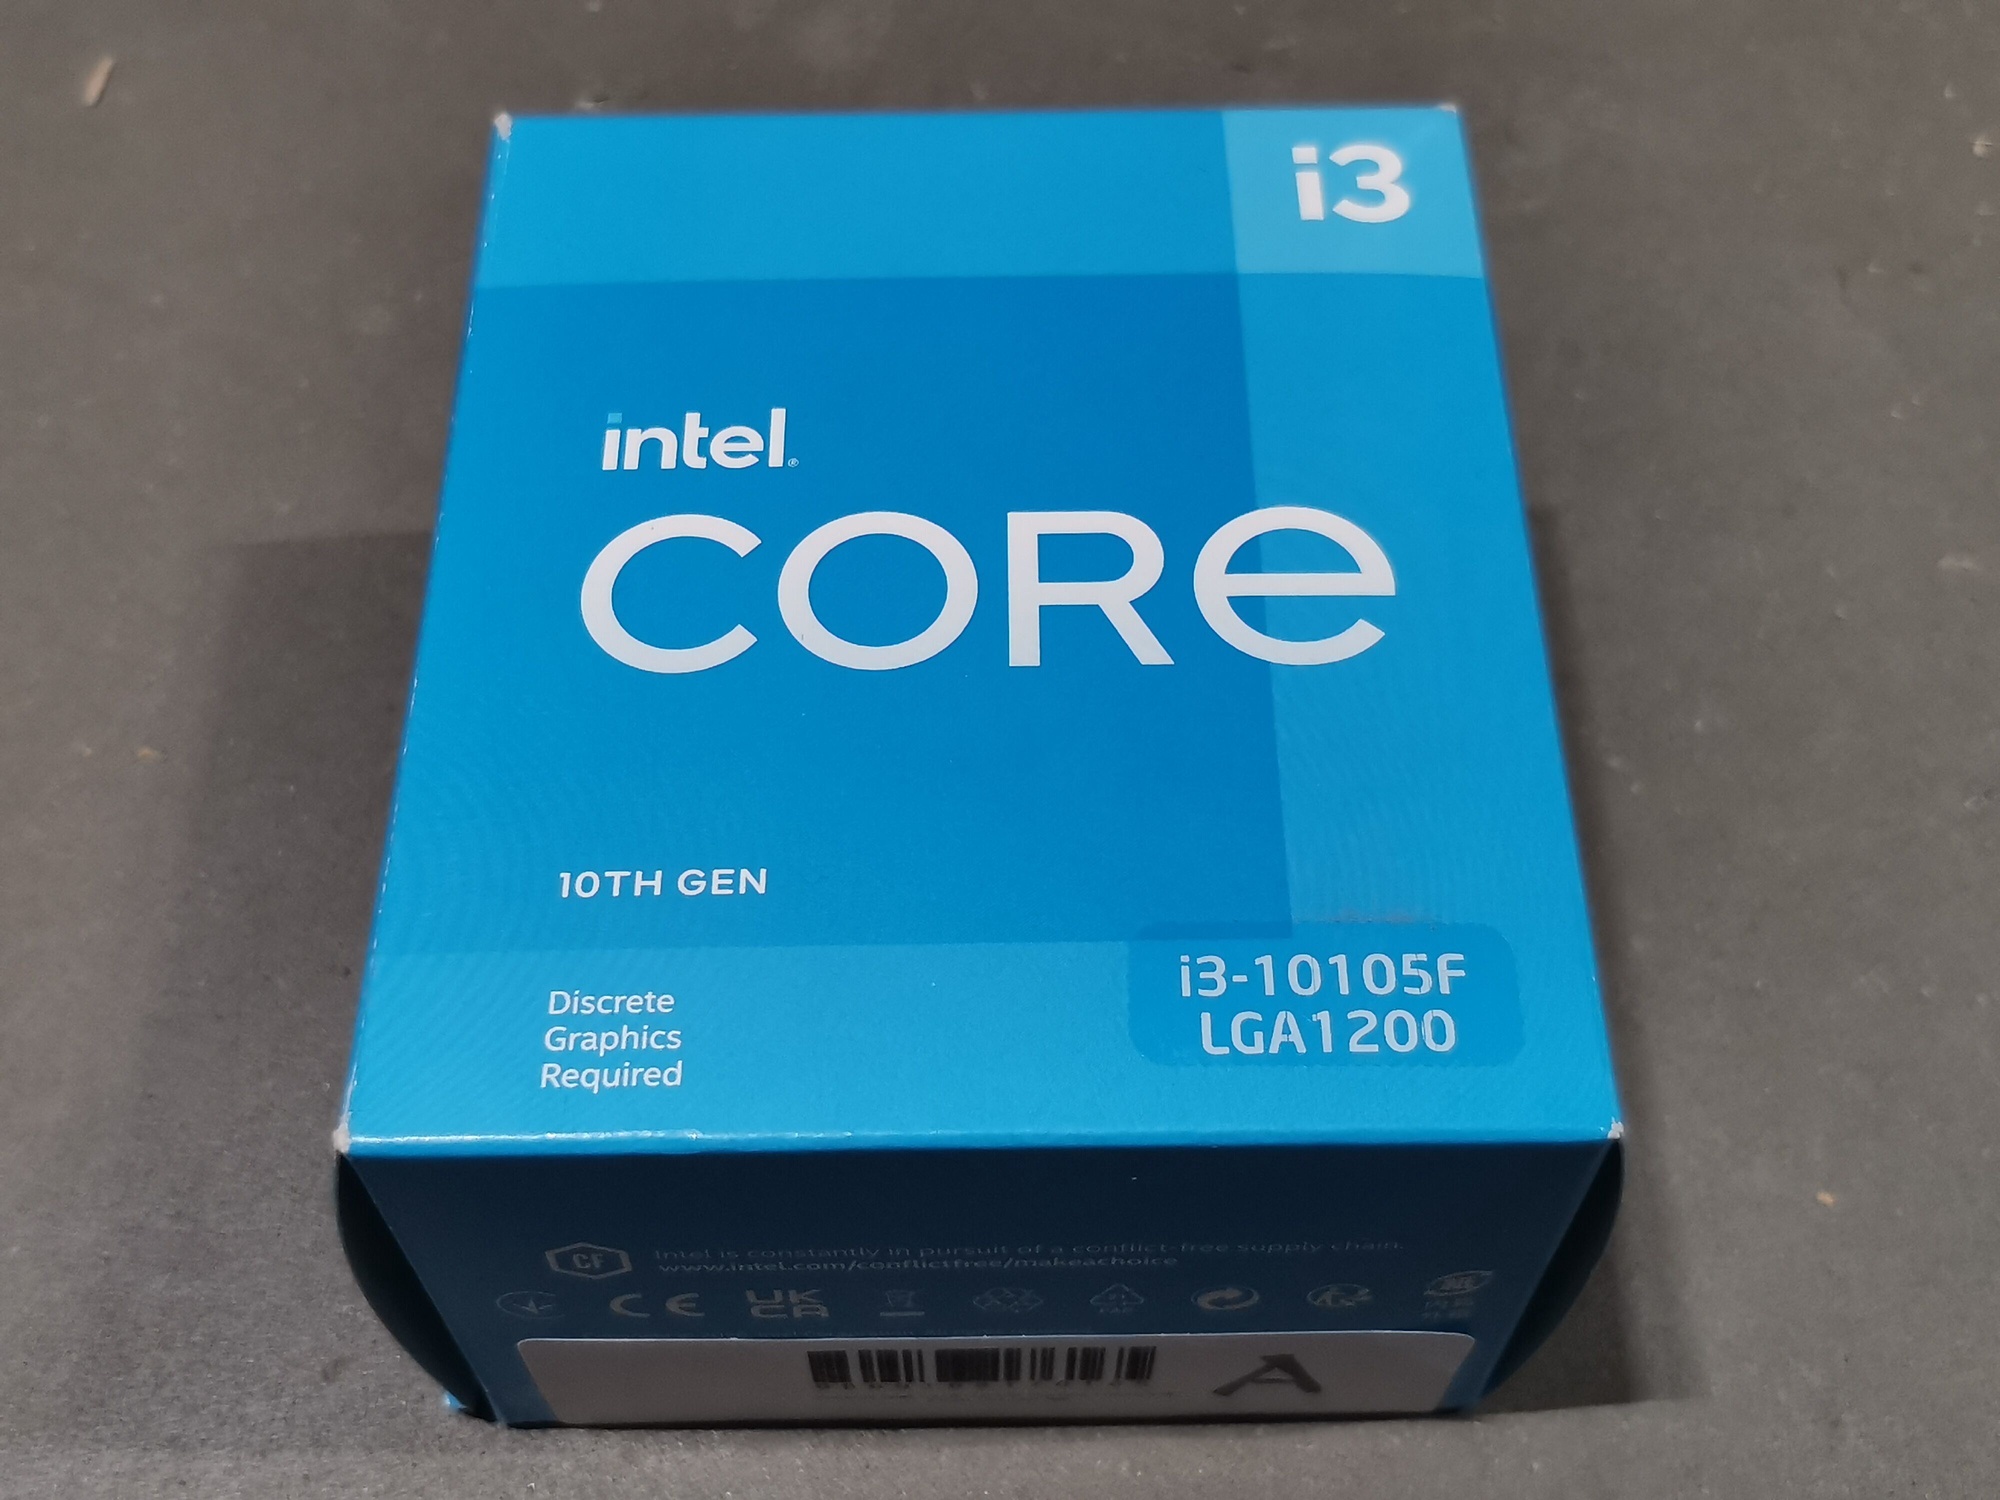 i3
intel®
CORe
10TH GEN
Discrete
Graphics
Required
i3-10105F
LGA1200
CF
Intel is constantly in pursuit of a conflict-free supply chain.
www.intel.com/conflictfree/makeachoice
CE
UK
CA
A